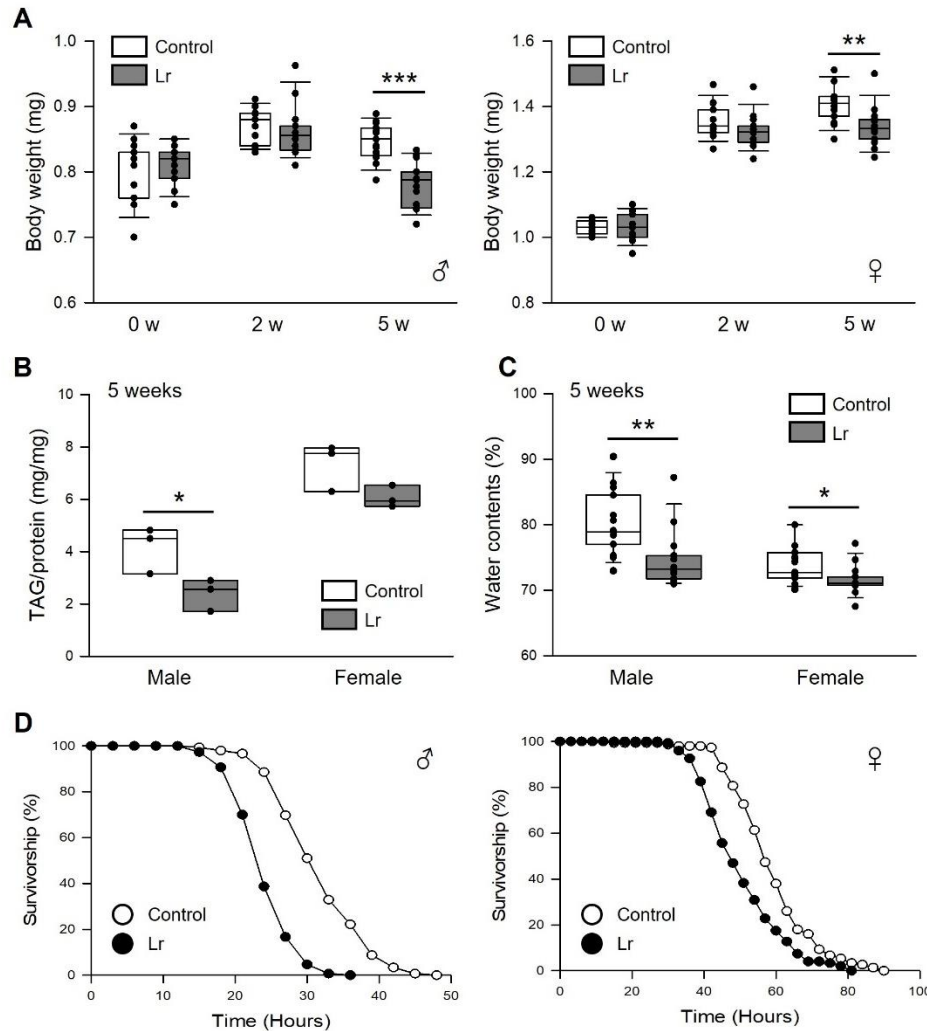 A
Body weight (mg)
1.0
0.9
0.8
0.7
0.6
Control
Lr
***
♂
0 w
2 w
5 w
Body weight (mg)
1.6
1.4
1.2
1.0
0.8
Control
Lr
**
♀
0 w
2 w
5 w
B
5 weeks
TAG/protein (mg/mg)
10
8
6
4
2
0
*
Control
Lr
Male
Female
C
5 weeks
Water contents (%)
100
90
80
70
60
**
*
Control
Lr
Male
Female
D
Survivorship (%)
100
80
60
40
20
0
♂
Control
Lr
0
10
20
30
40
50
Time (Hours)
Survivorship (%)
100
80
60
40
20
0
♀
Control
Lr
0
20
40
60
80
100
Time (Hours)